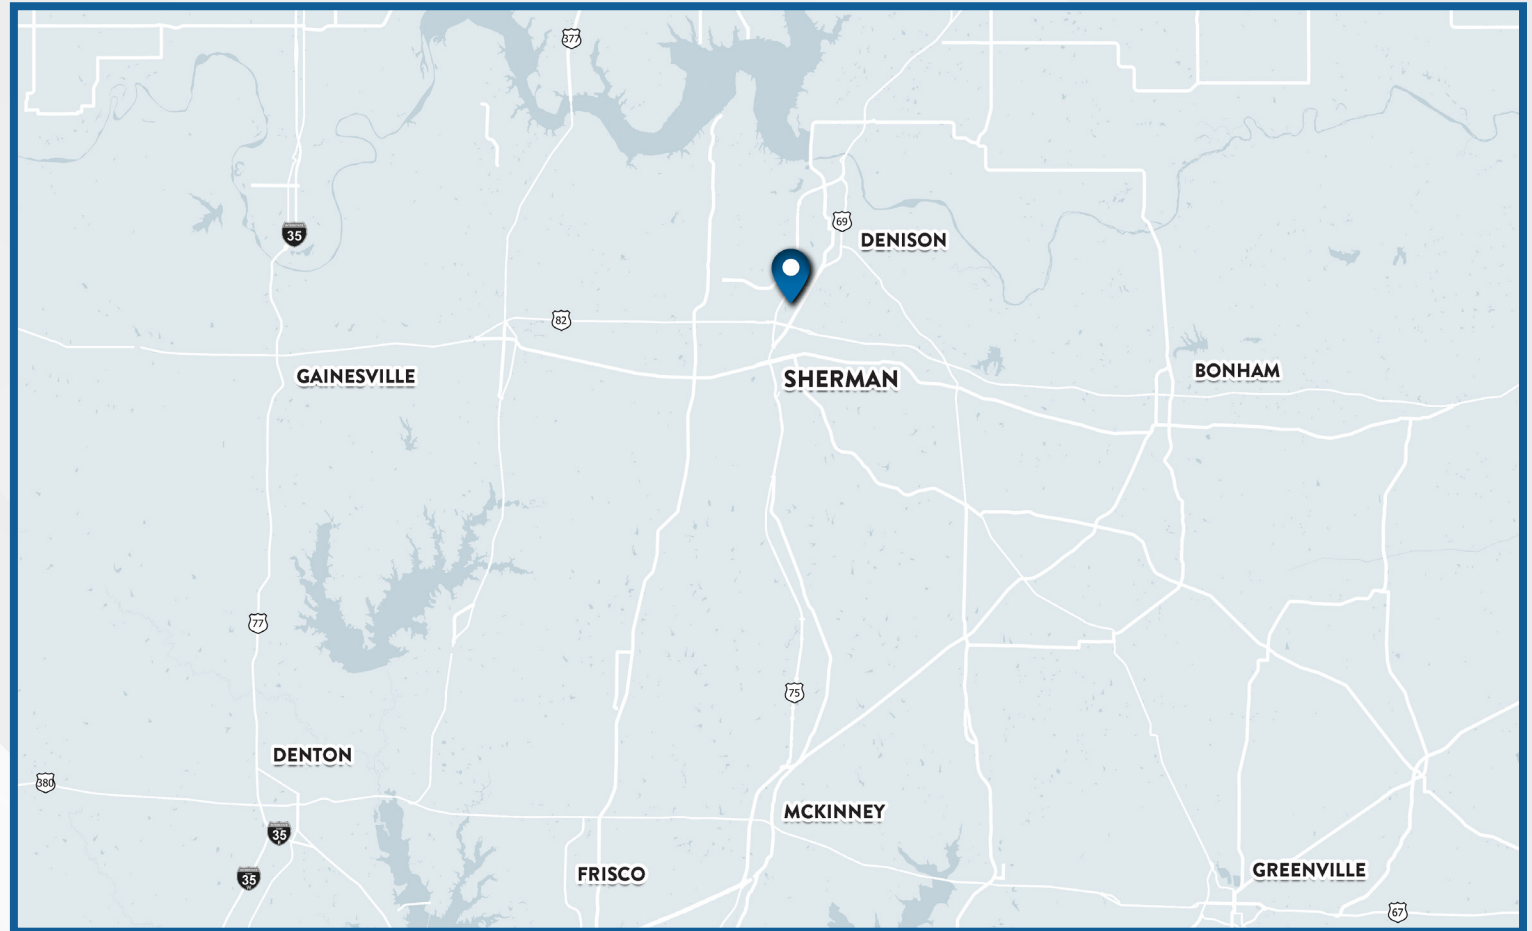 377
69
35
DENISON
82
GAINESVILLE
SHERMAN
BONHAM
77
75
DENTON
380
MCKINNEY
35
FRISCO
35
GREENVILLE
67